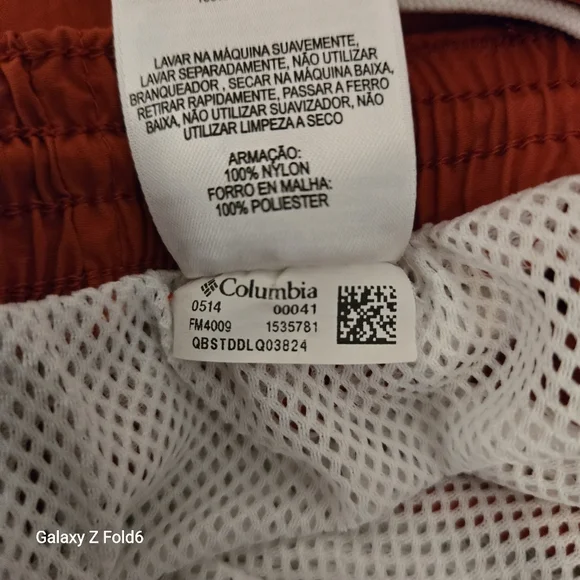 LAVAR NA MÁQUINA SUAVEMENTE,
LAVAR SEPARADAMENTE, NÃO UTILIZAR
BRANQUEADOR , SECAR NA MÁQUINA BAIXA,
RETIRAR RAPIDAMENTE, PASSAR A FERRO
BAIXA, NÃO UTILIZAR SUAVIZADOR, NÃO
UTILIZAR LIMPEZA A SECO
ARMAÇÃO:
100% NYLON
FORRO EN MALHA:
100% POLIESTER
Columbia
0514 00041
FM4009 1535781
QBSTDDLQ03824
Galaxy Z Fold6